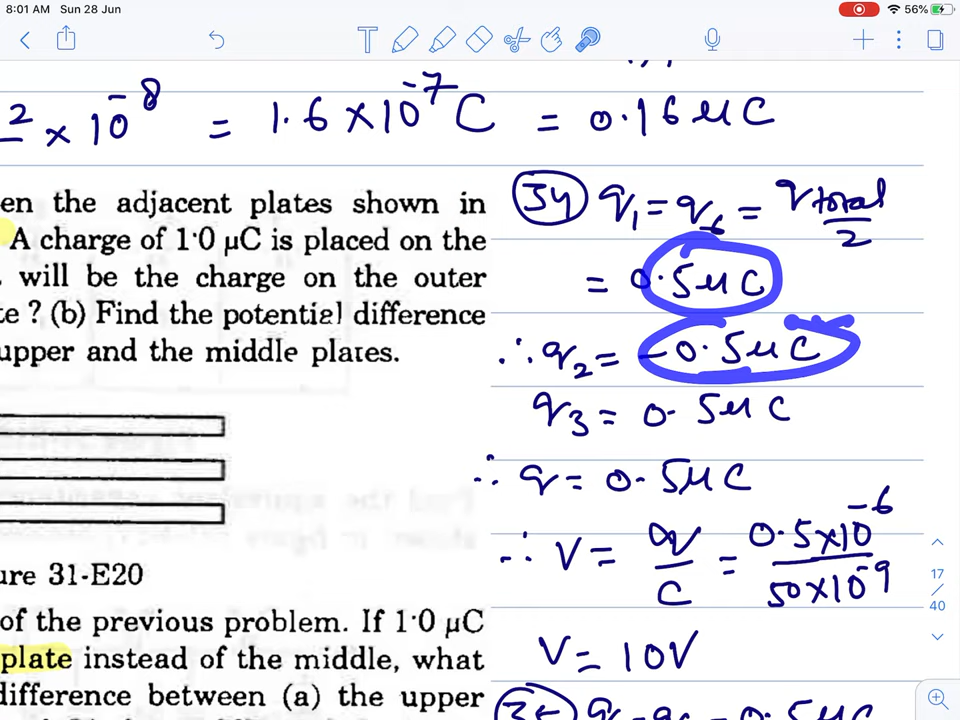 8:01 AM Sun 28 Jun
56%
2 × 10⁻⁸ = 1.6 × 10⁻⁷ C = 0.16 μC
en the adjacent plates shown in
A charge of 1·0 μC is placed on the
will be the charge on the outer
te ? (b) Find the potential difference
upper and the middle plates.
ure 31-E20
of the previous problem. If 1·0 μC
plate instead of the middle, what
difference between (a) the upper
34 q₁ = q₆ = q total / 2
= 0.5 μC
∴ q₂ = - 0.5 μC
q₃ = 0.5 μC
∴ q = 0.5 μC
∴ V = q / C = 0.5 × 10⁻⁶ / 50 × 10⁻⁹
V = 10V
17
/
40